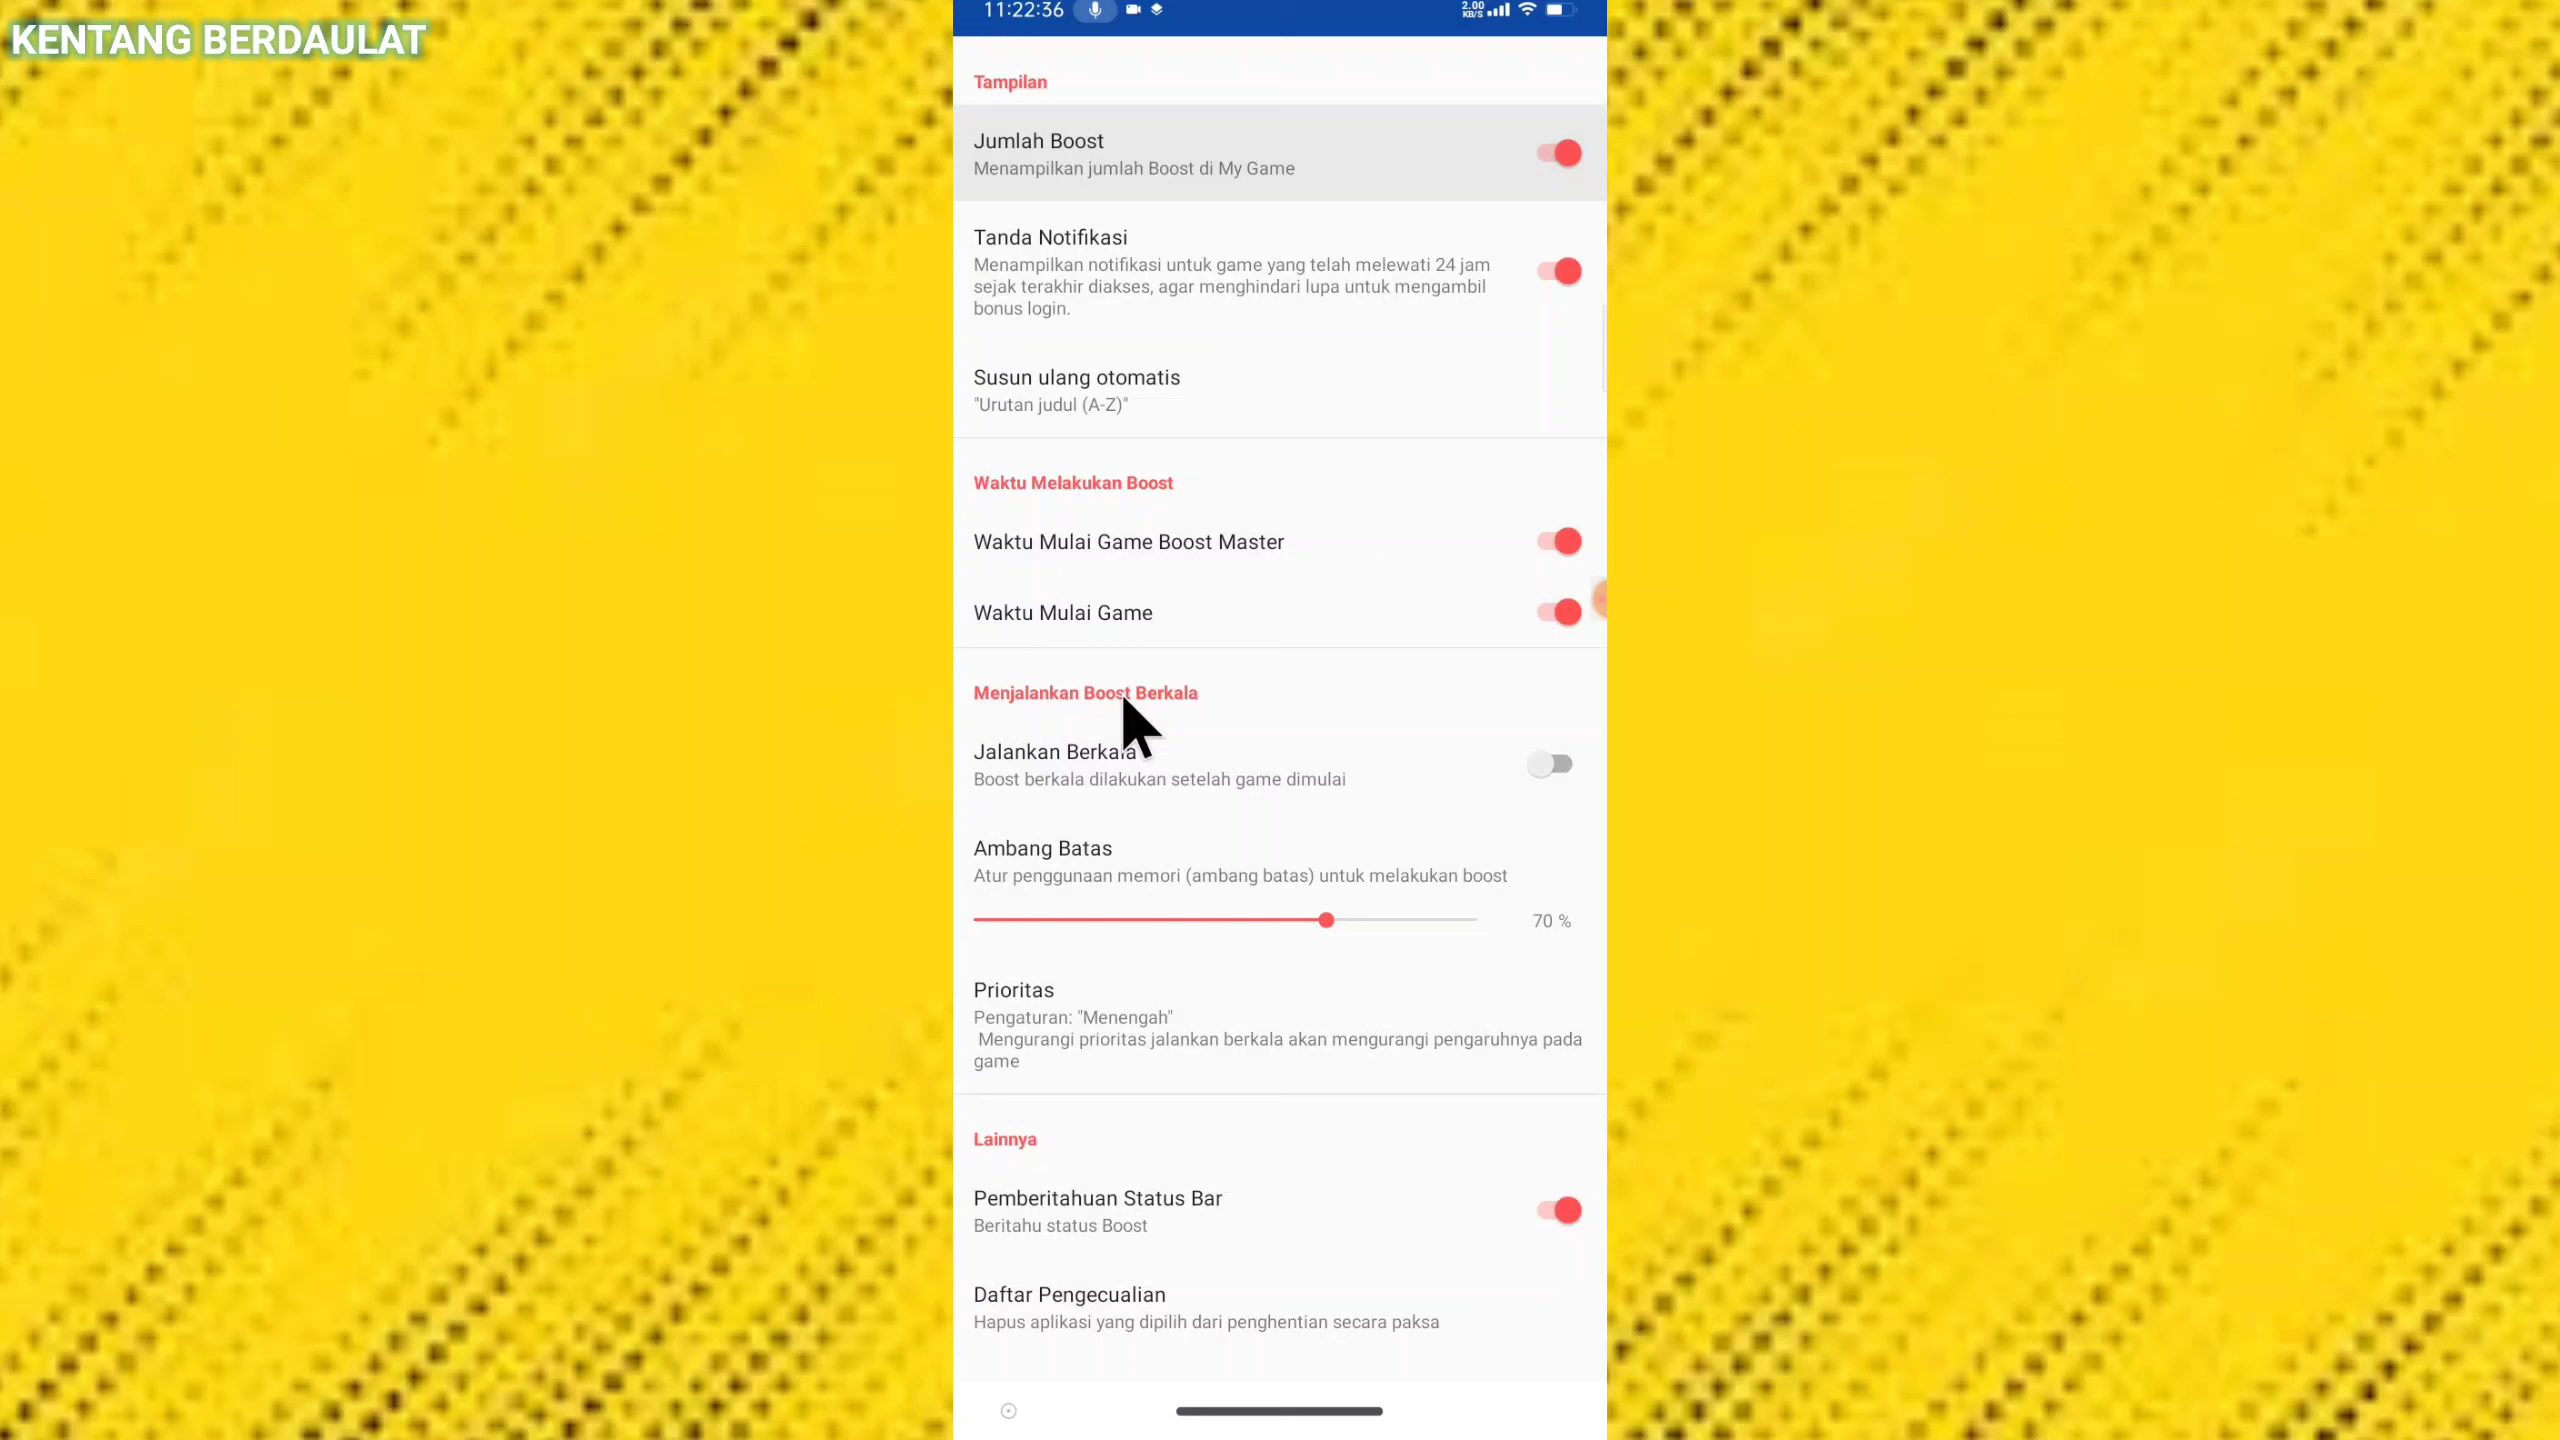 KENTANG BERDAULAT
11:22:36
2.00
KB/S
Tampilan
Jumlah Boost
Menampilkan jumlah Boost di My Game
Tanda Notifikasi
Menampilkan notifikasi untuk game yang telah melewati 24 jam
sejak terakhir diakses, agar menghindari lupa untuk mengambil
bonus login.
Susun ulang otomatis
"Urutan judul (A-Z)"
Waktu Melakukan Boost
Waktu Mulai Game Boost Master
Waktu Mulai Game
Menjalankan Boost Berkala
Jalankan Berkala
Boost berkala dilakukan setelah game dimulai
Ambang Batas
Atur penggunaan memori (ambang batas) untuk melakukan boost
70 %
Prioritas
Pengaturan: "Menengah"
Mengurangi prioritas jalankan berkala akan mengurangi pengaruhnya pada
game
Lainnya
Pemberitahuan Status Bar
Beritahu status Boost
Daftar Pengecualian
Hapus aplikasi yang dipilih dari penghentian secara paksa